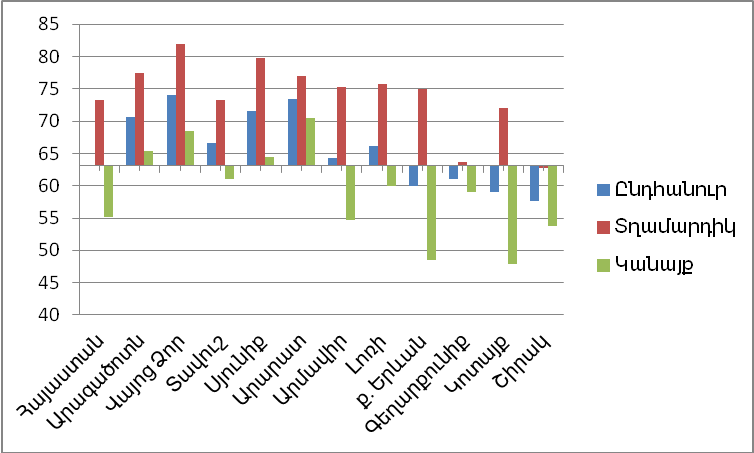 85
80
75
70
65
60
55
50
45
40
Ընդհանուր
Տղամարդիկ
Կանայք
Հայաստան
Արագածոտն
Վայոց Ձոր
Տավուշ
Սյունիք
Արարատ
Արմավիր
Լոռի
ք. Երևան
Գեղարքունիք
Կոտայք
Շիրակ